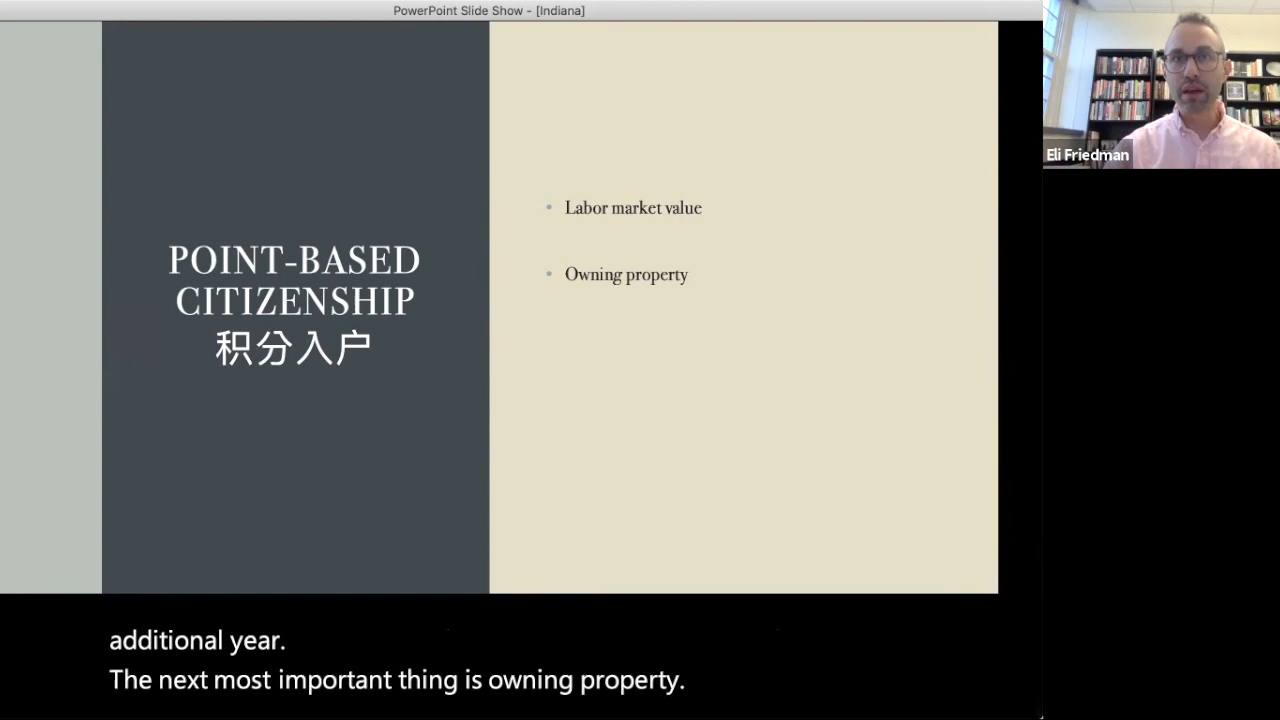 PowerPoint Slide Show - [Indiana]
POINT-BASED
CITIZENSHIP
积分入户
• Labor market value
• Owning property
Eli Friedman
additional year.
The next most important thing is owning property.